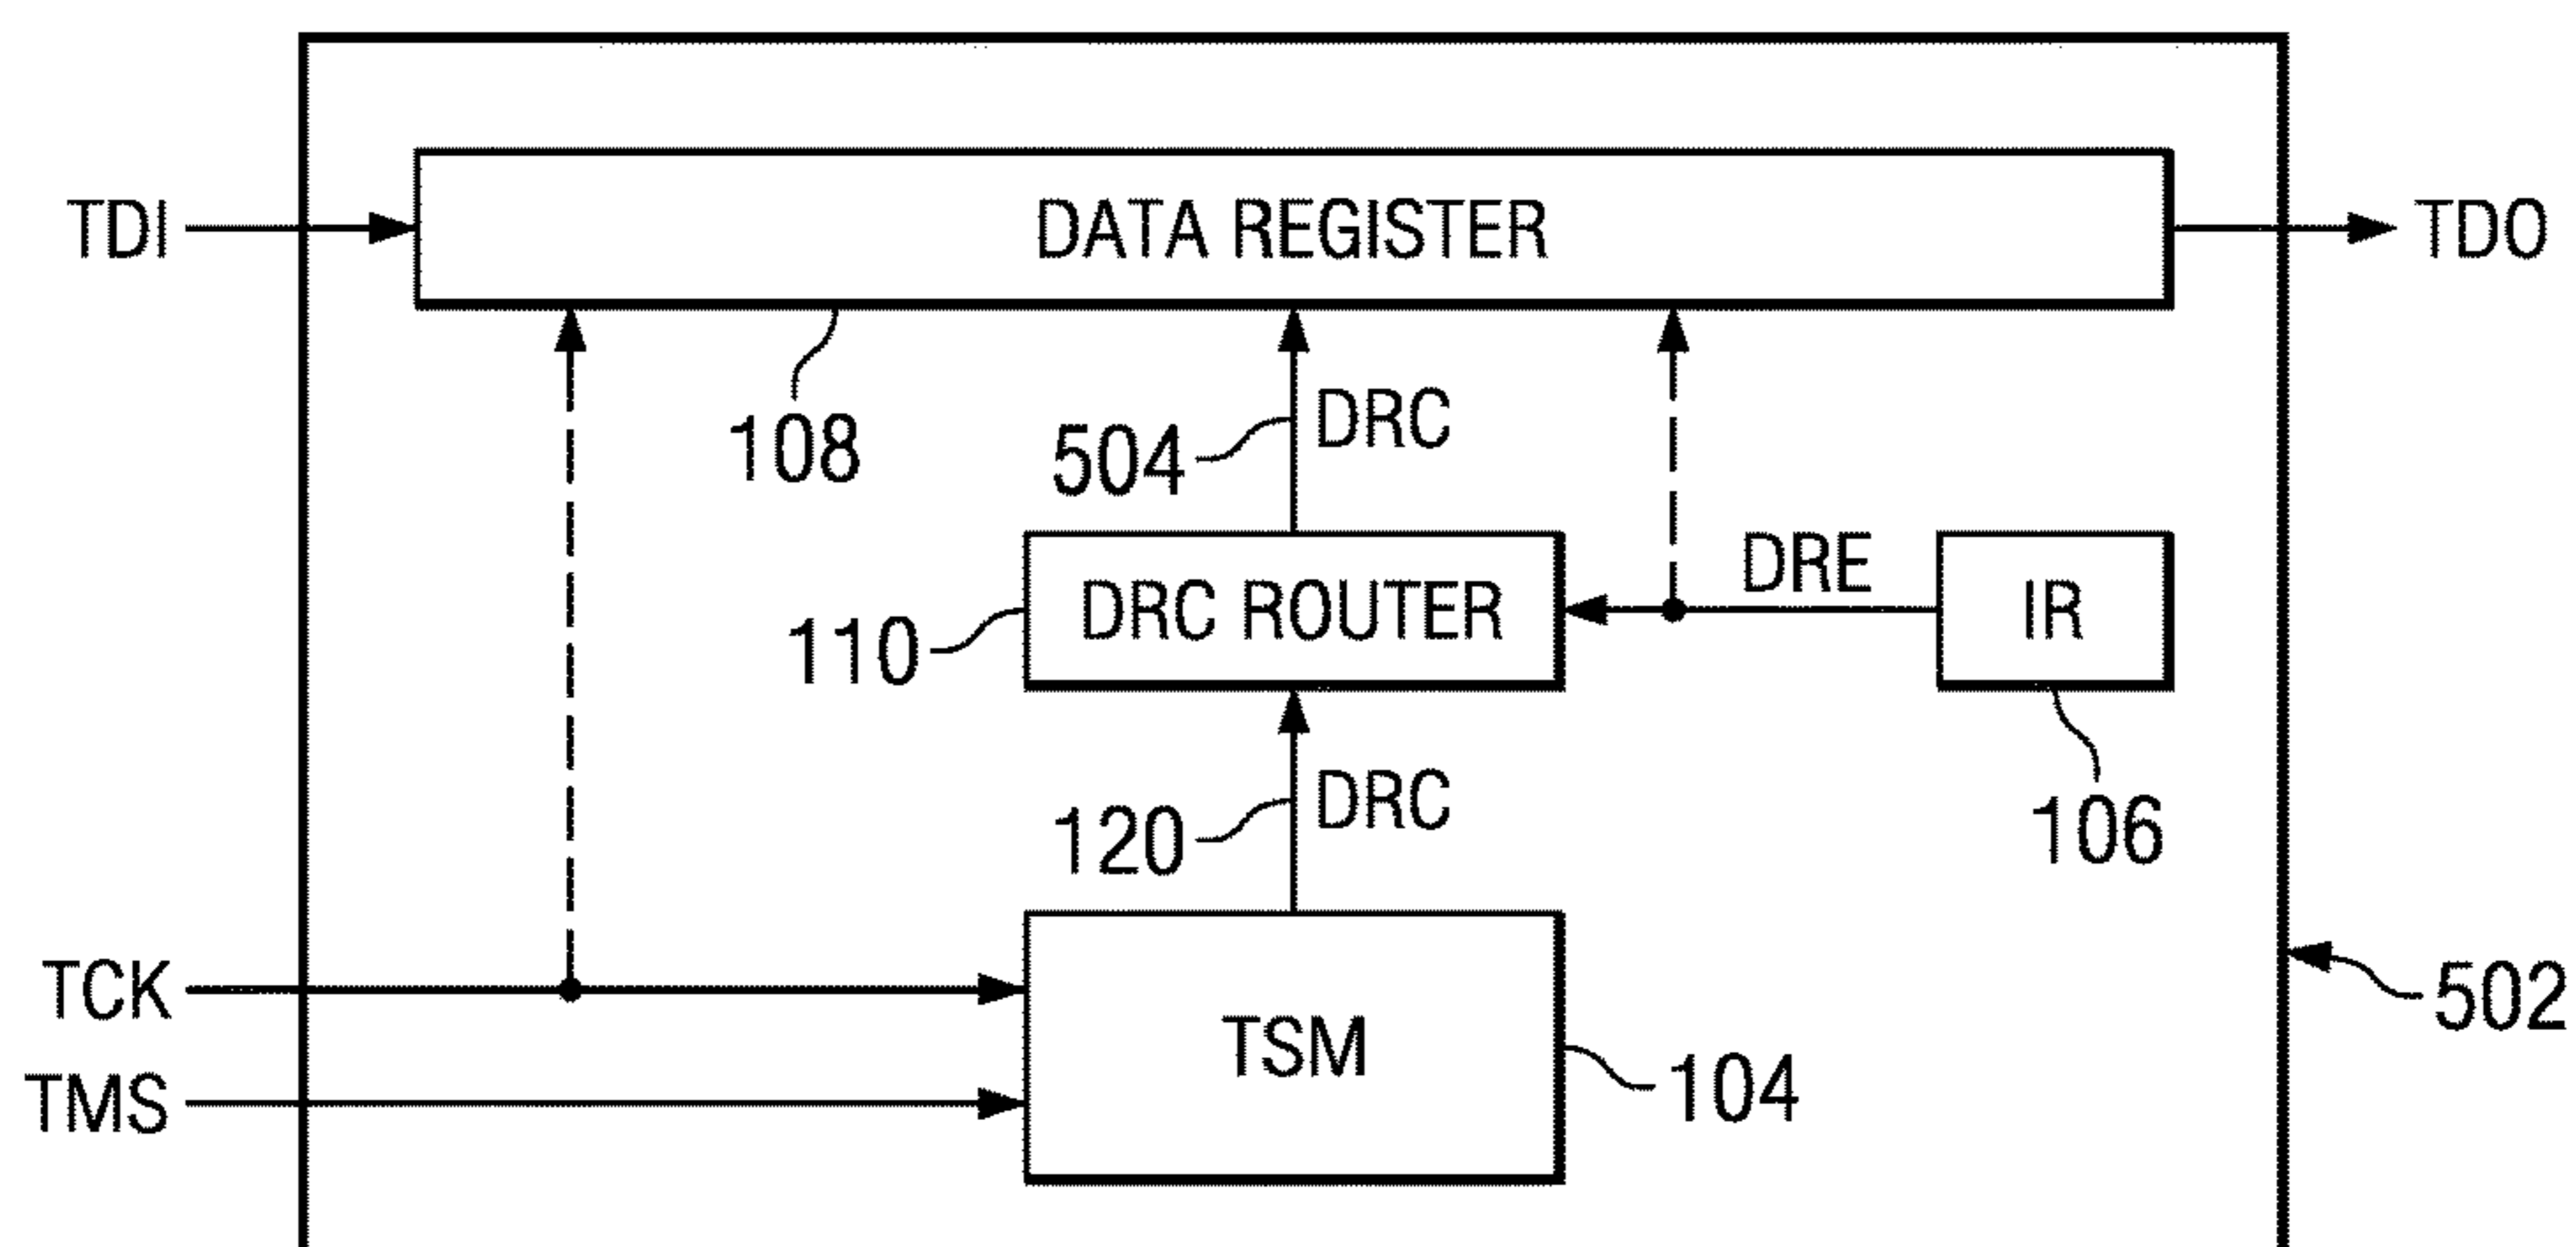 TDI
DATA REGISTER
TDO
108
504
DRC
110
DRC ROUTER
DRE
IR
120
DRC
106
TCK
TSM
502
TMS
104